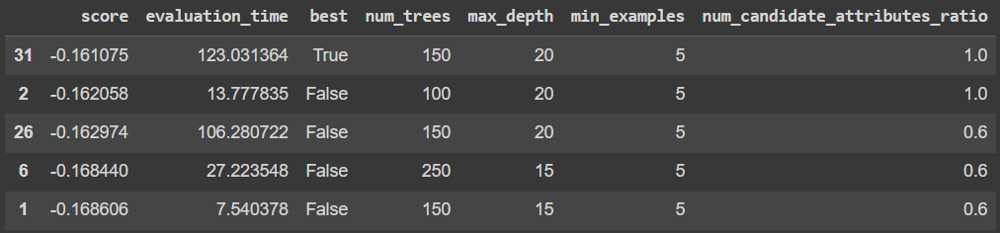 score evaluation_time best num_trees max_depth min_examples num_candidate_attributes_ratio
31 -0.161075 123.031364 True 150 20 5 1.0
2 -0.162058 13.777835 False 100 20 5 1.0
26 -0.162974 106.280722 False 150 20 5 0.6
6 -0.168440 27.223548 False 250 15 5 0.6
1 -0.168606 7.540378 False 150 15 5 0.6